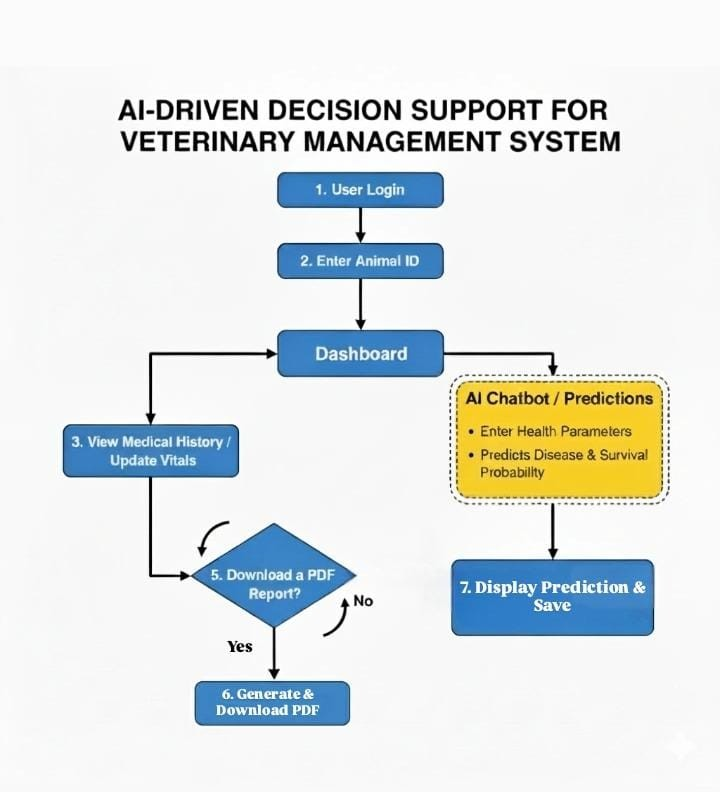 AI-DRIVEN DECISION SUPPORT FOR
VETERINARY MANAGEMENT SYSTEM
1. User Login
2. Enter Animal ID
Dashboard
AI Chatbot / Predictions
• Enter Health Parameters
• Predicts Disease & Survival
Probability
3. View Medical History /
Update Vitals
5. Download a PDF
Report?
No
Yes
6. Generate &
Download PDF
7. Display Prediction &
Save